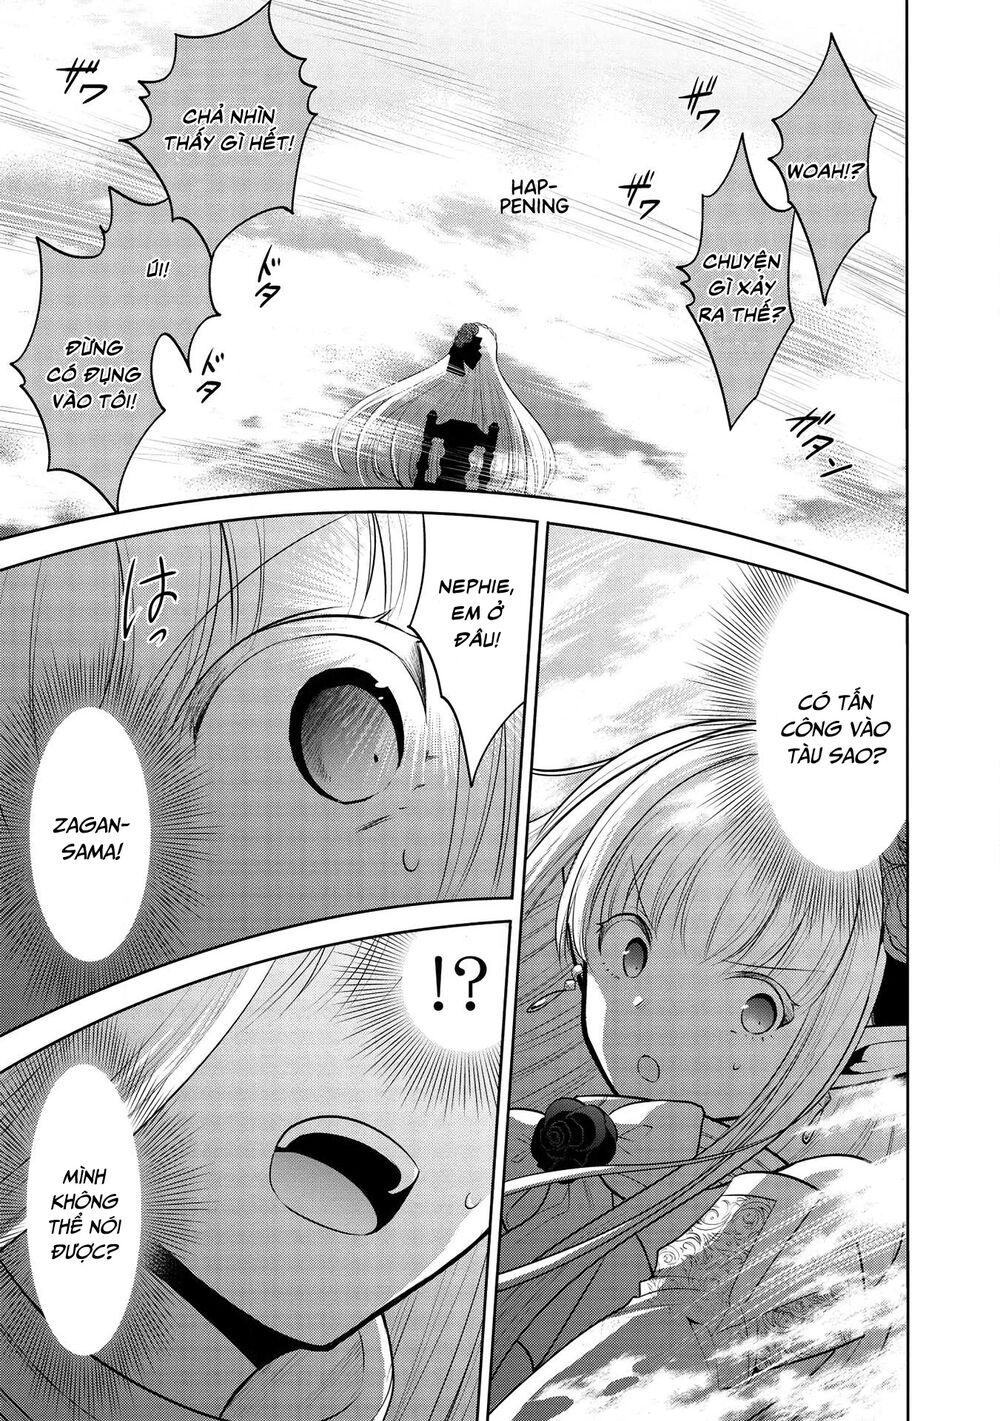 WOAH!?
CHUYỆN
GÌ XẢY
RA THẾ?
ガタン
ザワ
HAP-
PENING
ザワ
CHẢ NHÌN
THẤY GÌ HẾT!
ザワ
ÚI!
ĐỪNG
CÓ ĐỤNG
VÀO TÔI!
ドタ
ドタ
CÓ TẤN
CÔNG VÀO
TÀU SAO?
NEPHIE,
EM Ở
ĐÂU!
はっ
ZAGAN-
SAMA!
!?
MÌNH
KHÔNG
THỂ NÓI
ĐƯỢC?